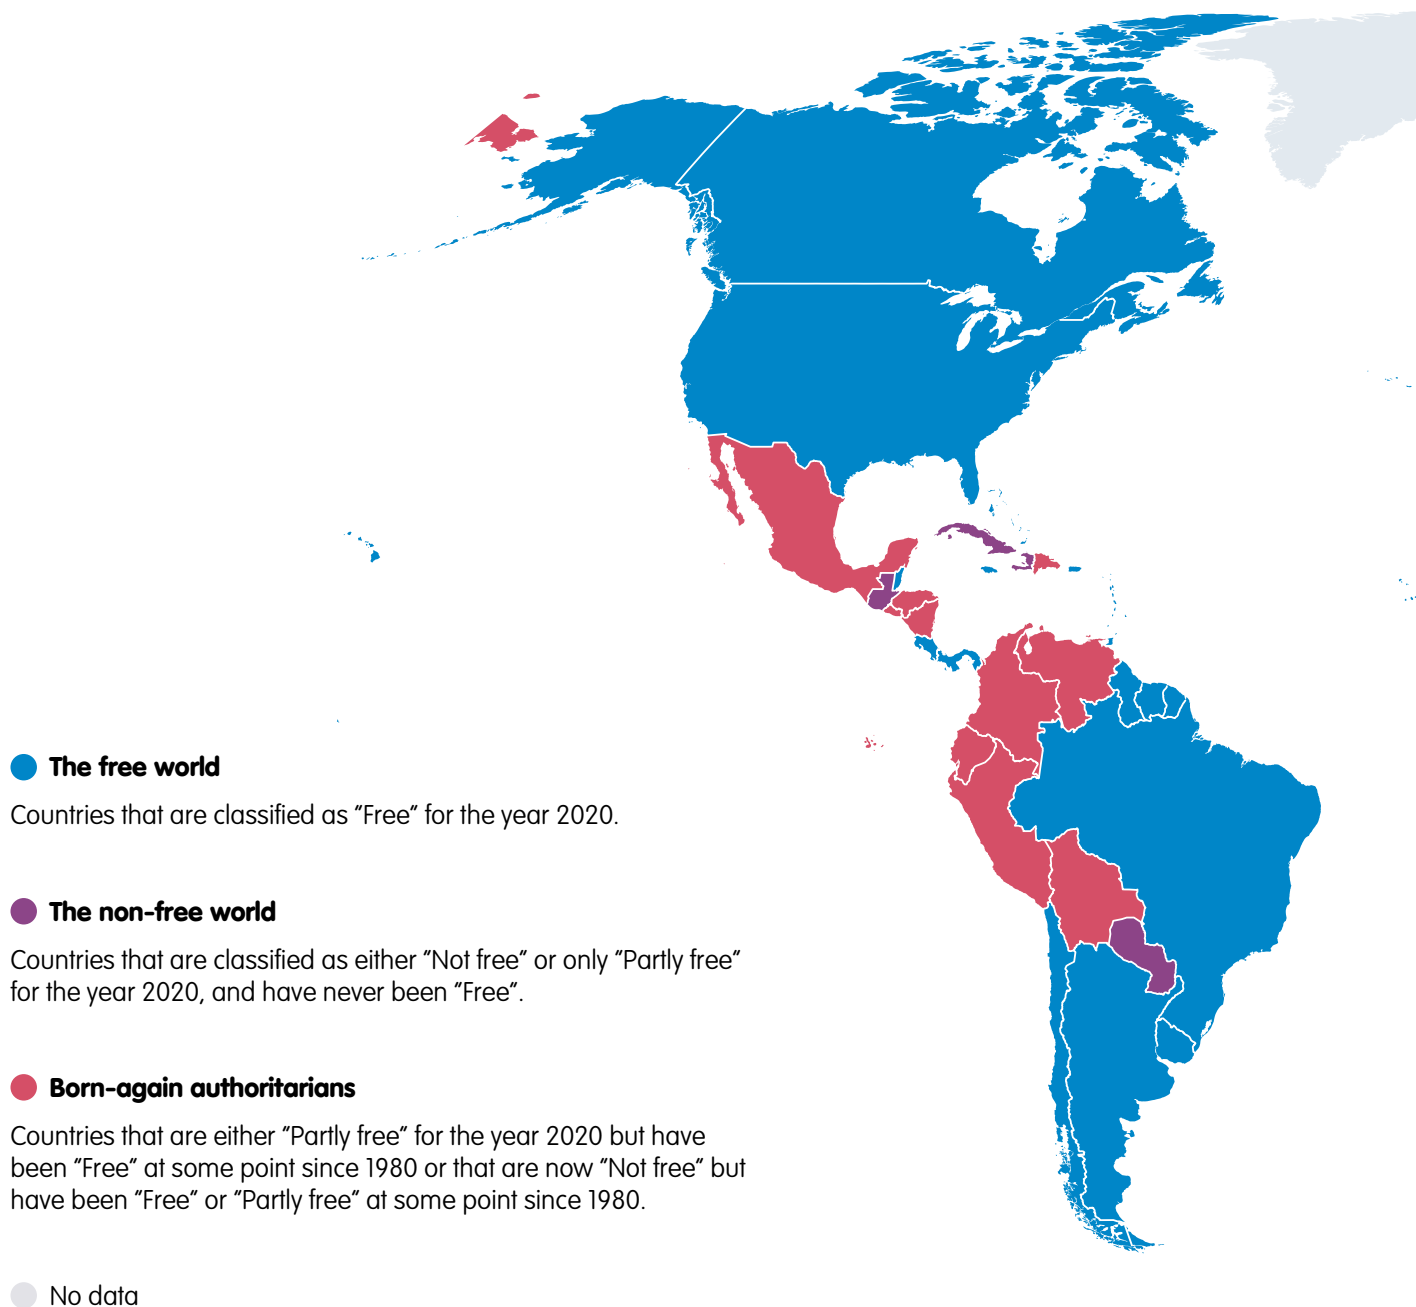 The free world
Countries that are classified as “Free” for the year 2020.
The non-free world
Countries that are classified as either “Not free” or only “Partly free”
for the year 2020, and have never been “Free”.
Born-again authoritarians
Countries that are either “Partly free” for the year 2020 but have
been “Free” at some point since 1980 or that are now “Not free” but
have been “Free” or “Partly free” at some point since 1980.
No data